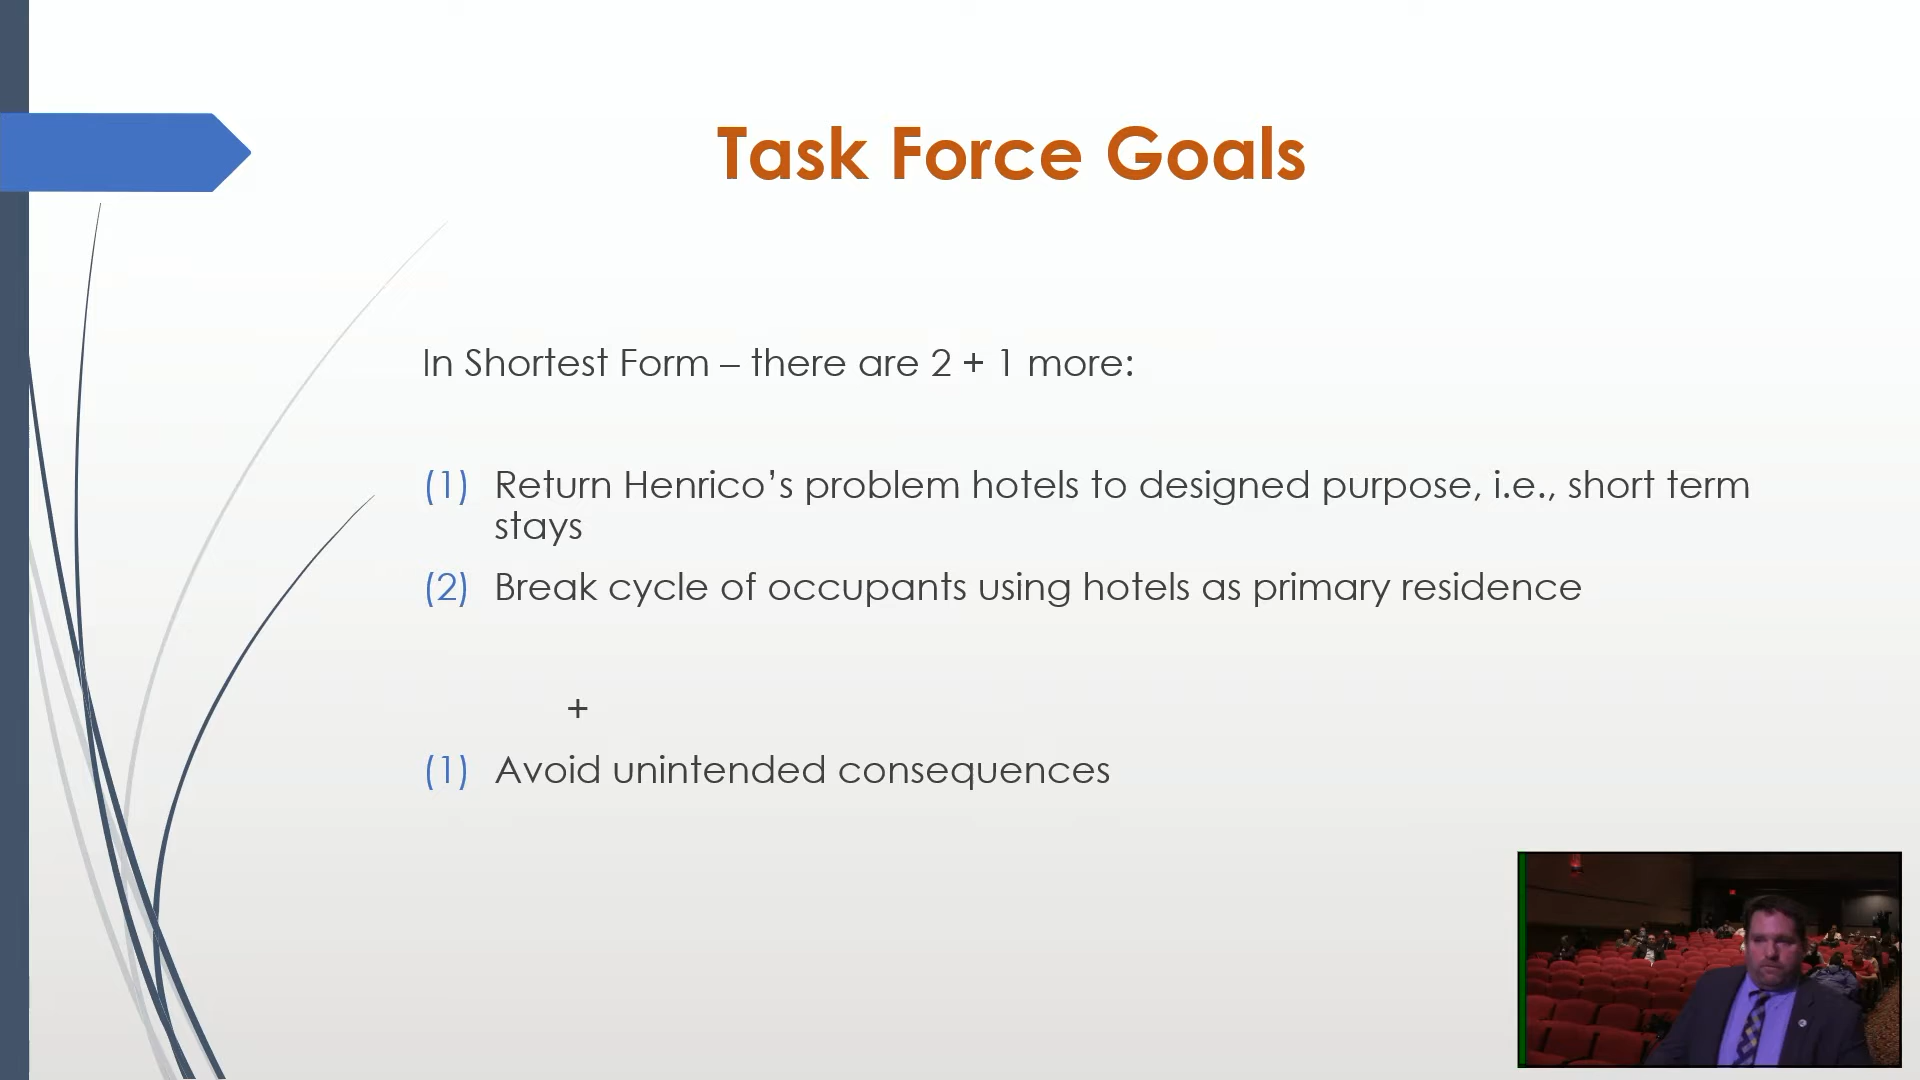 Task Force Goals
In Shortest Form – there are 2 + 1 more:
(1) Return Henrico’s problem hotels to designed purpose, i.e., short term
stays
(2) Break cycle of occupants using hotels as primary residence
+
(1) Avoid unintended consequences